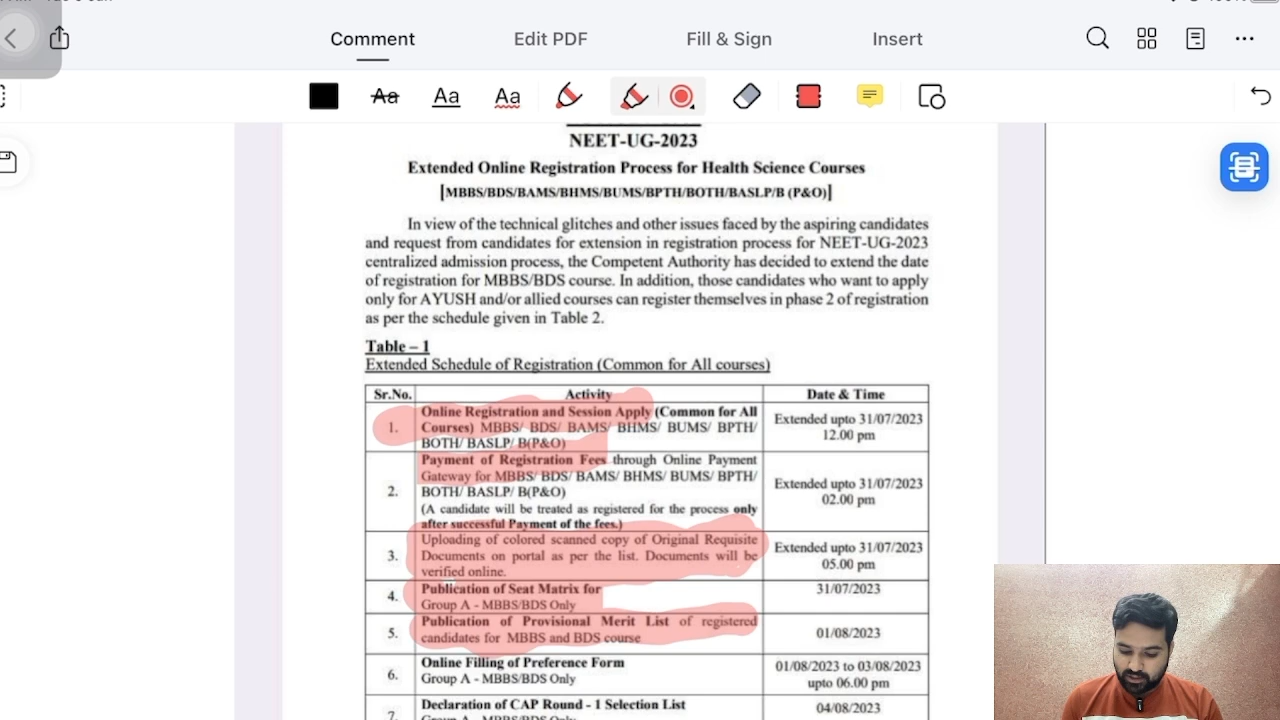 Comment
Edit PDF
Fill & Sign
Insert
Aa
Aa
Aa
NEET-UG-2023
Extended Online Registration Process for Health Science Courses
[MBBS/BDS/BAMS/BHMS/BUMS/BPTH/BOTH/BASLP/B (P&O)]
In view of the technical glitches and other issues faced by the aspiring candidates
and request from candidates for extension in registration process for NEET-UG-2023
centralized admission process, the Competent Authority has decided to extend the date
of registration for MBBS/BDS course. In addition, those candidates who want to apply
only for AYUSH and/or allied courses can register themselves in phase 2 of registration
as per the schedule given in Table 2.
Table – 1
Extended Schedule of Registration (Common for All courses)
Sr.No. Activity Date & Time
1. Online Registration and Session Apply (Common for All
Courses) MBBS/ BDS/ BAMS/ BHMS/ BUMS/ BPTH/
BOTH/ BASLP/ B(P&O)
Extended upto 31/07/2023
12.00 pm
2. Payment of Registration Fees through Online Payment
Gateway for MBBS/ BDS/ BAMS/ BHMS/ BUMS/ BPTH/
BOTH/ BASLP/ B(P&O)
(A candidate will be treated as registered for the process only
after successful Payment of the fees.)
Extended upto 31/07/2023
02.00 pm
3. Uploading of colored scanned copy of Original Requisite
Documents on portal as per the list. Documents will be
verified online.
Extended upto 31/07/2023
05.00 pm
4. Publication of Seat Matrix for
Group A - MBBS/BDS Only
31/07/2023
5. Publication of Provisional Merit List of registered
candidates for MBBS and BDS course
01/08/2023
6. Online Filling of Preference Form
Group A - MBBS/BDS Only
01/08/2023 to 03/08/2023
upto 06.00 pm
7. Declaration of CAP Round - 1 Selection List
Group A - MBBS/BDS Only
04/08/2023